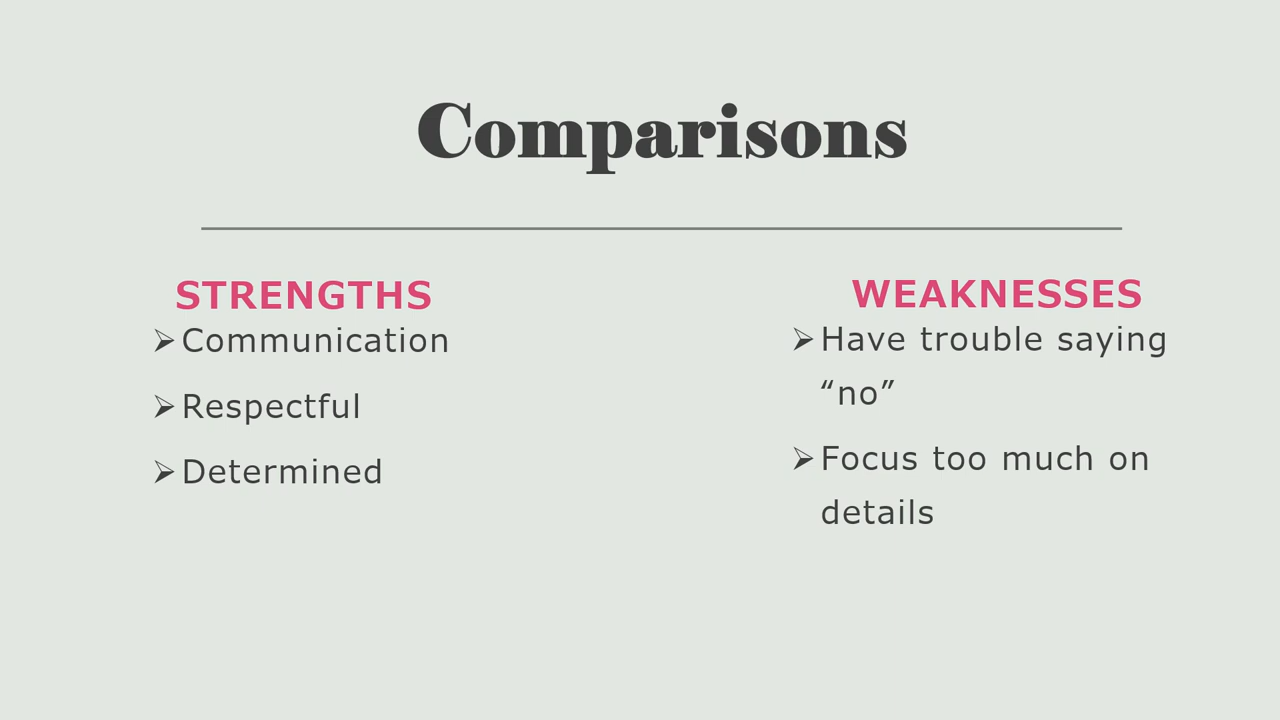 Comparisons
STRENGTHS
➢Communication
➢Respectful
➢Determined
WEAKNESSES
➢Have trouble saying
“no”
➢Focus too much on
details